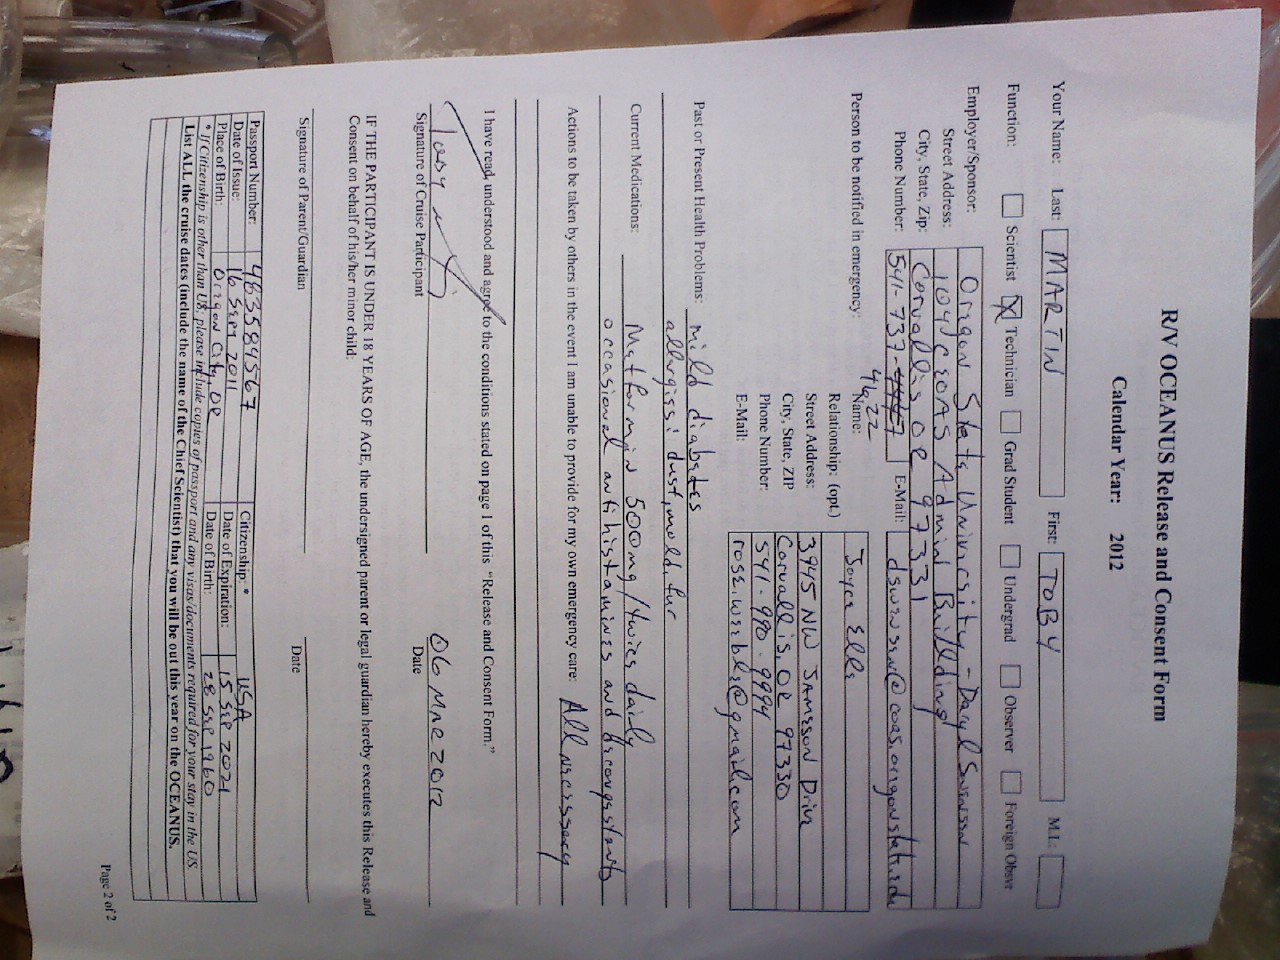 R/V OCEANUS Release and Consent Form
Calendar Year: 2012
Your Name: Last: MARTIN First: TOBY M.I.:
Function: Scientist X Technician Grad Student Undergrad Observer Foreign Obsvr
Employer/Sponsor: Oregon State University - Daryl Swensen
Street Address: 104 CEOAS Admin Building
City, State, Zip: Corvallis OR 97331
Phone Number: 541-737- 4622 E-Mail: dswensen@coas.oregonstate.edu
Person to be notified in emergency: Name: Joyce Ells
Relationship: (opt.)
Street Address: 3945 NW Jameson Drive
City, State, ZIP Corvallis, OR 97330
Phone Number: 541-990-9994
E-Mail: rose.weeble@gmail.com
Past or Present Health Problems: mild diabetes
allergies: dust, mold, fur
Current Medications: Metformin 500mg/twice daily
occasional antihistamines and decongestants
Actions to be taken by others in the event I am unable to provide for my own emergency care: All necessary
I have read, understood and agree to the conditions stated on page 1 of this "Release and Consent Form."
Toby 06 MAR 2012
Signature of Cruise Participant Date
IF THE PARTICIPANT IS UNDER 18 YEARS OF AGE, the undersigned parent or legal guardian hereby executes this Release and
Consent on behalf of his/her minor child:
Signature of Parent/Guardian Date
Passport Number: 463584567 Citizenship: * USA
Date of Issue: 16 SEPT 2011 Date of Expiration: 15 SEP 2021
Place of Birth: Oregon City, OR Date of Birth: 28 SEP 1960
* If Citizenship is other than US, please include copies of passport and any visas/documents required for your stay in the US.
List ALL the cruise dates (include the name of the Chief Scientist) that you will be out this year on the OCEANUS.
Page 2 of 2